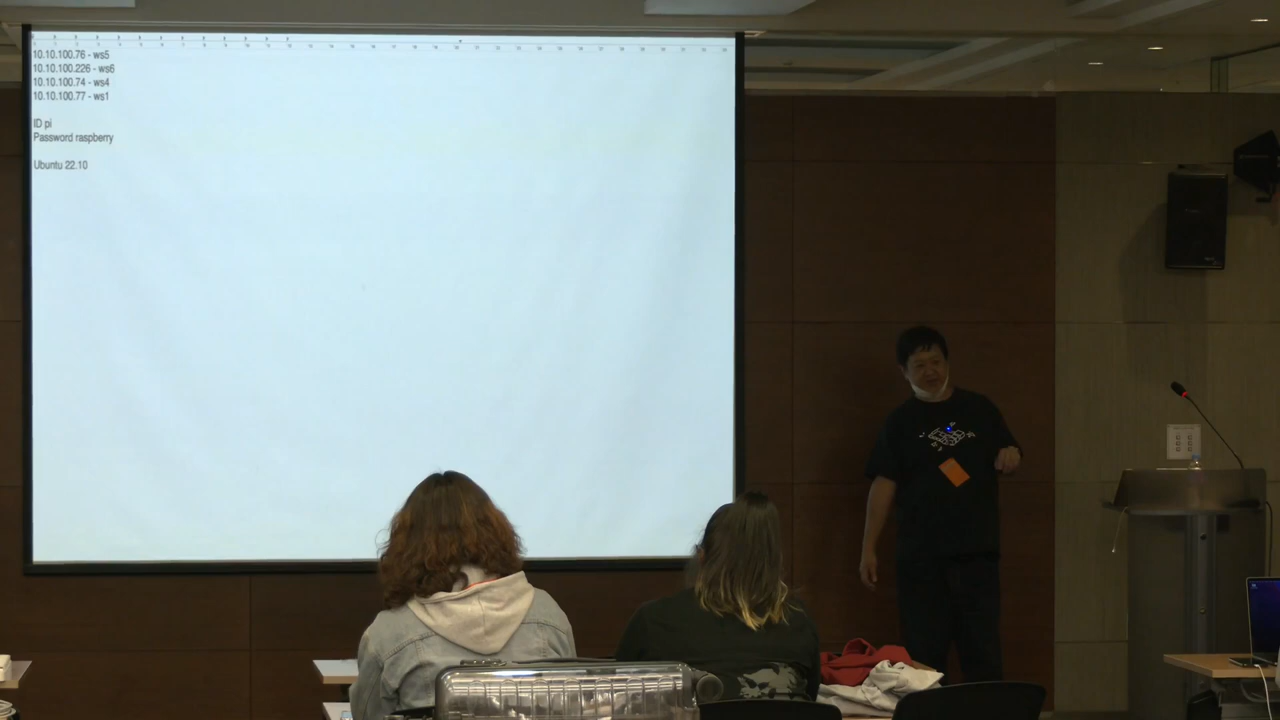 10.10.100.76 - ws5
10.10.100.226 - ws6
10.10.100.74 - ws4
10.10.100.77 - ws1
ID pi
Password raspberry
Ubuntu 22.10